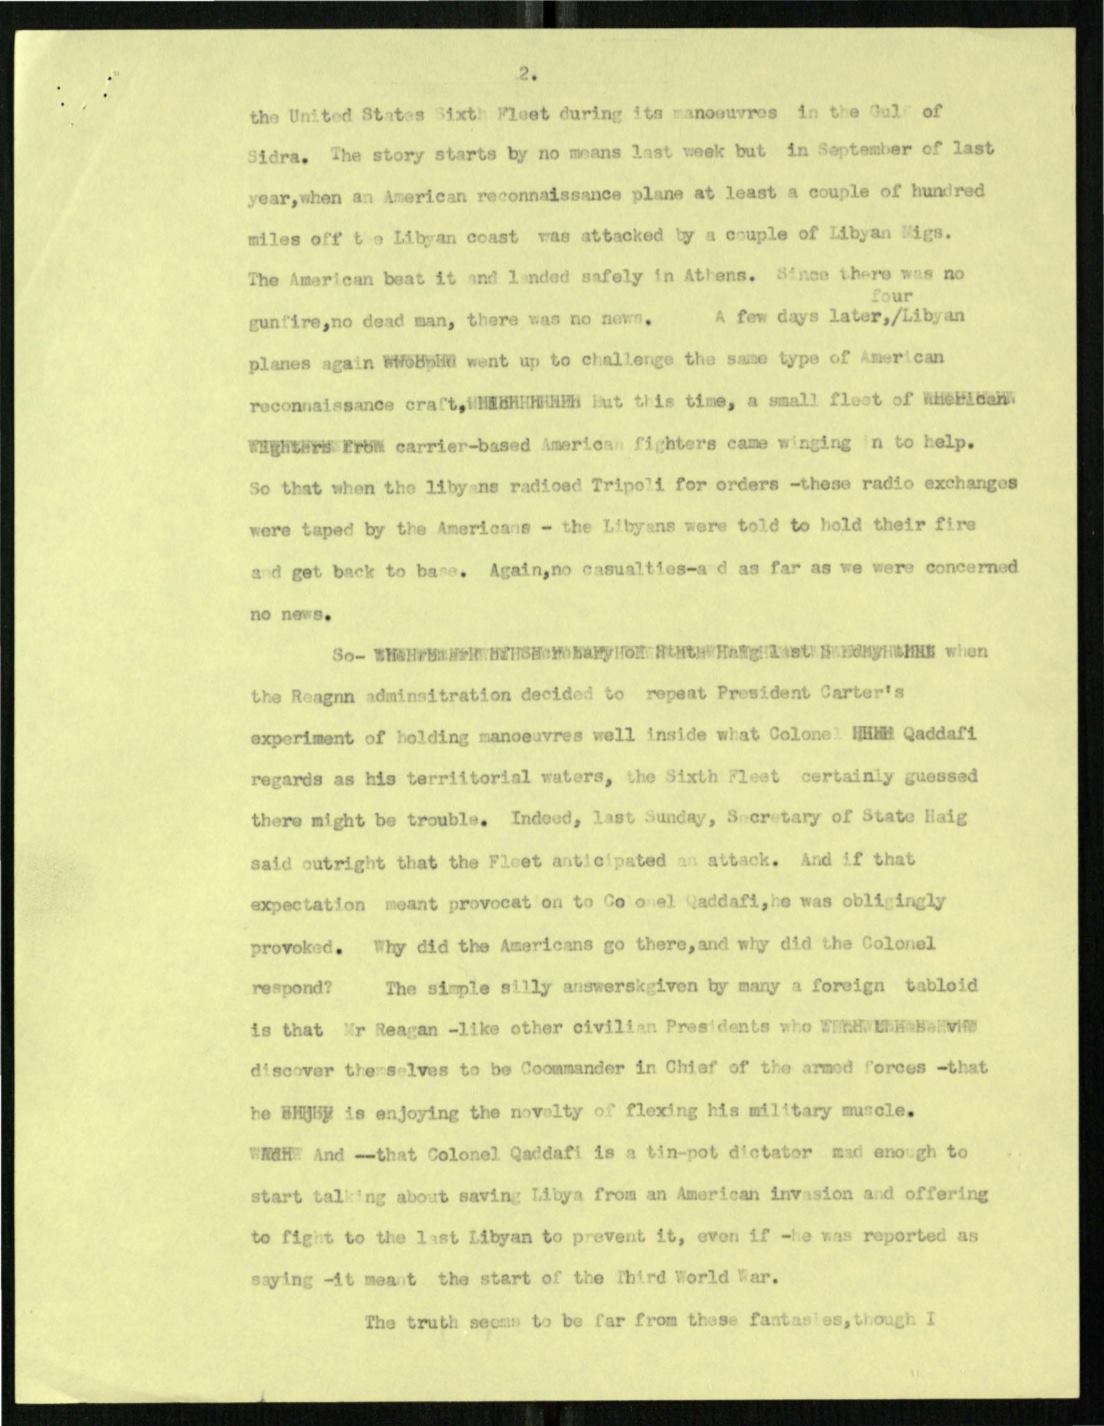 2.
the United States Sixth Fleet during its manoeuvres in the Gulf of
Sidra. The story starts by no means last week but in September of last
year,when an American reconnaissance plane at least a couple of hundred
miles off the Libyan coast was attacked by a couple of Libyan Migs.
The American beat it and landed safely in Athens. Since there was no
four
gunfire,no dead man, there was no news. A few days later,/Libyan
planes again went up to challenge the same type of American
reconnaissance craft, but this time, a small fleet of American
fighters from carrier-based American fighters came winging in to help.
So that when the libyans radioed Tripoli for orders -these radio exchanges
were taped by the Americans - the Libyans were told to hold their fire
and get back to base. Again,no casualties-and as far as we were concerned
no news.
So- when
the Reagnn adminsitration decided to repeat President Carter's
experiment of holding manoeuvres well inside what Colonel Qaddafi
regards as his terriitorial waters, the Sixth Fleet certainly guessed
there might be trouble. Indeed, last Sunday, Secretary of State Haig
said outright that the Fleet anticipated an attack. And if that
expectation meant provocation to Colonel Qaddafi,he was obligingly
provoked. Why did the Americans go there,and why did the Colonel
respond? The simple silly answerskgiven by many a foreign tabloid
is that Mr Reagan -like other civilian Presidents who
discover themselves to be Coommander in Chief of the armed forces -that
he is enjoying the novelty of flexing his military muscle.
And --that Colonel Qaddafi is a tin-pot dictator mad enough to
start talking about saving Libya from an American invasion and offering
to fight to the last Libyan to prevent it, even if -he was reported as
saying -it meant the start of the Third World War.
The truth seems to be far from these fantasies,though I